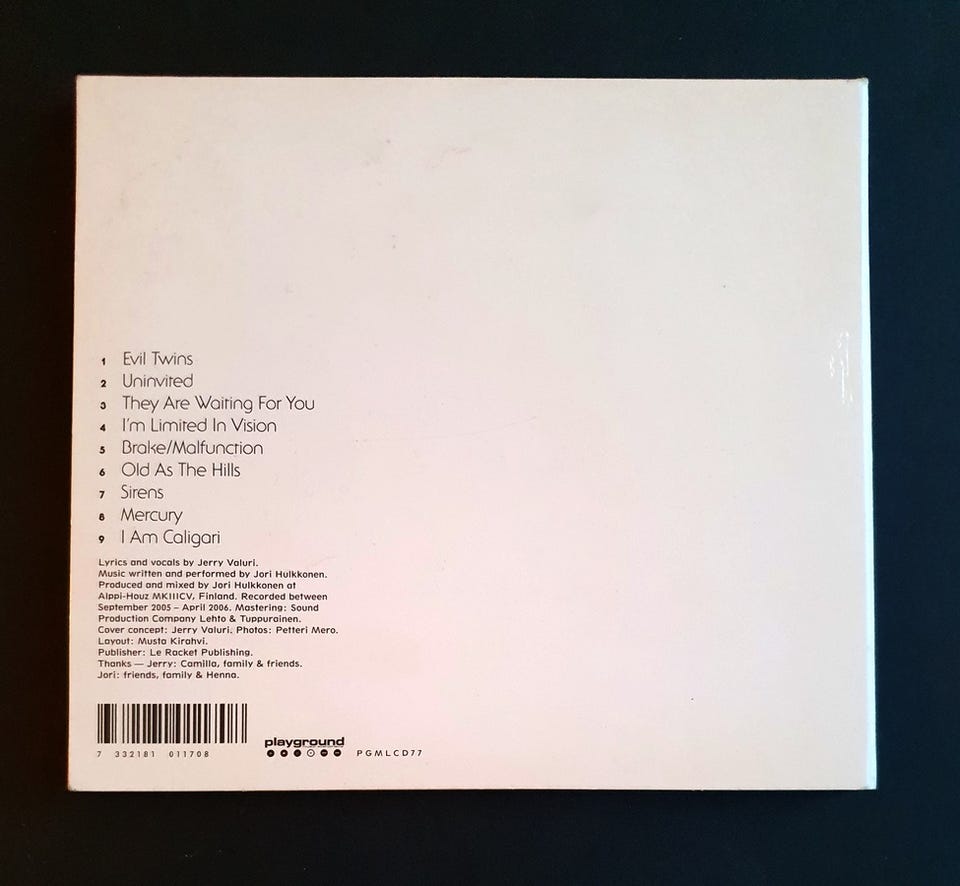 1 Evil Twins
2 Uninvited
3 They Are Waiting For You
4 I'm Limited In Vision
5 Brake/Malfunction
6 Old As The Hills
7 Sirens
8 Mercury
9 I Am Caligari
Lyrics and vocals by Jerry Valuri.
Music written and performed by Jori Hulkkonen.
Produced and mixed by Jori Hulkkonen at
Alppi-Houz MKIIICV, Finland. Recorded between
September 2005 – April 2006. Mastering: Sound
Production Company Lehto & Tuppurainen.
Cover concept: Jerry Valuri. Photos: Petteri Mero.
Layout: Musta Kirahvi.
Publisher: Le Rocket Publishing.
Thanks — Jerry: Camilla, family & friends.
Jori: friends, family & Henna.
7 332181 011708
playground
PGMLCD77